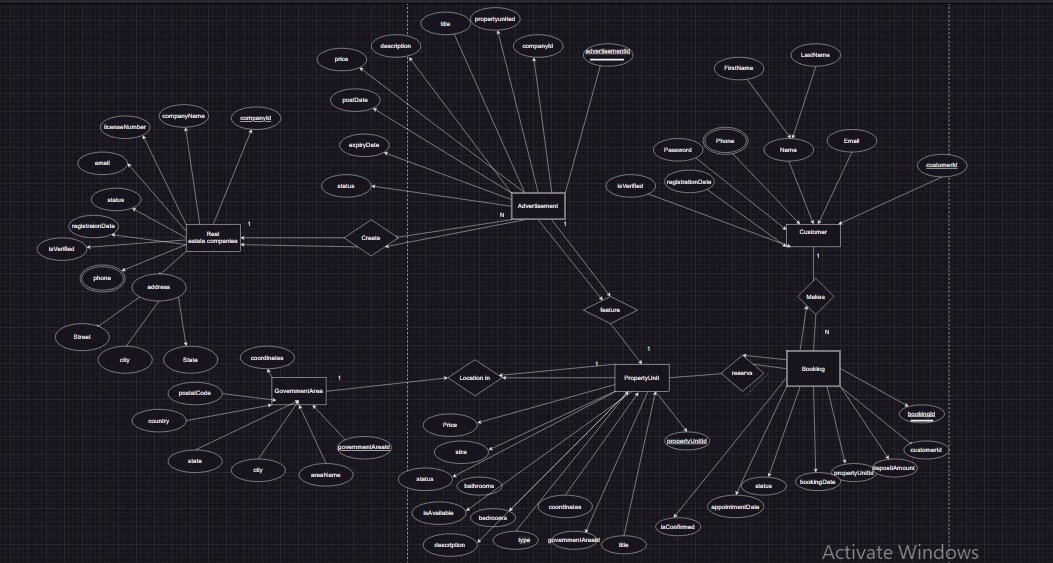 title
propertyunited
description
companyId
advertisementId
price
postDate
expiryDate
status
Advertisement
N
1
LastName
FirstName
Phone
Name
Email
Password
customerId
isVerified
registrationDate
Customer
1
companyName
companyId
licenseNumber
email
status
registraionDate
isVerified
phone
Real
estate companies
1
address
Street
city
State
Create
feature
Makes
N
coordinates
postalCode
country
state
city
areaName
governmentAreaId
GovernmentArea
1
Location in
1
1
PropertyUnit
reservs
Booking
Price
size
status
bathrooms
isAvailable
bedrooms
description
type
coordinates
governmentAreaId
title
propertyUnitId
bookingId
customerId
depositAmount
propertyUnitId
bookingDate
status
appointmentDate
isConfirmed
Activate Windows